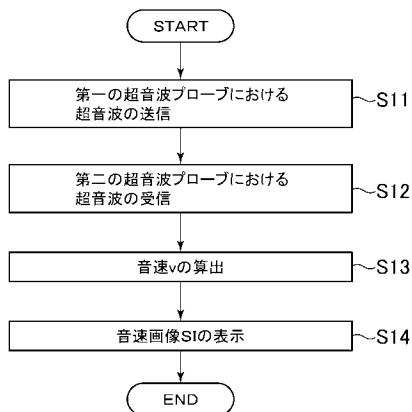 START
第一の超音波プローブにおける
超音波の送信
S11
第二の超音波プローブにおける
超音波の受信
S12
音速vの算出
S13
音速画像SIの表示
S14
END